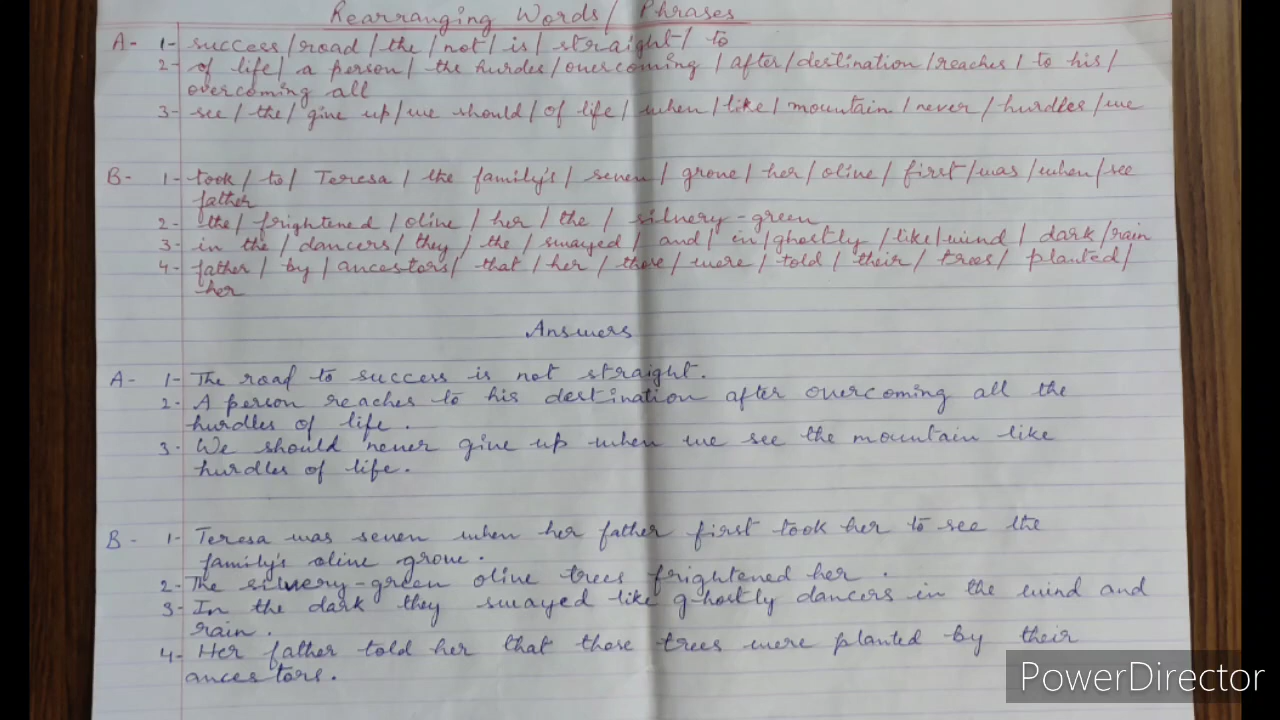 Rearranging Words/ Phrases
A- 1- success/road/the/not/is/straight/to
2- of life/ a person/ the hurdes/overcoming/after/destination/reaches/to his/
overcoming all
3- see/the/give up/we should/of life/when/like/mountain/never/hurdles/we
B- 1- took/to/Teresa/the family's/seven/grove/her/olive/first/was/when/see
father
2- the/frightened/olive/her/the/silvery-green
3- in the/dancers/they/the/swayed/and/in/ghostly/like/wind/dark/rain
4- father/by/ancestors/that/her/those/were/told/their/trees/planted/
her
Answers
A- 1- The road to success is not straight.
2- A person reaches to his destination after overcoming all the
hurdles of life.
3- We should never give up when we see the mountain like
hurdles of life.
B- 1- Teresa was seven when her father first took her to see the
family's olive grove.
2- The silvery-green olive trees frightened her.
3- In the dark they swayed like ghostly dancers in the wind and
rain.
4- Her father told her that those trees were planted by their
ancestors.
PowerDirector